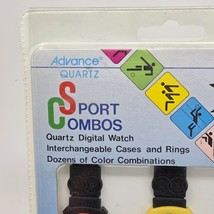 Advance®
QUARTZ
SPORT
COMBOS
Quartz Digital Watch
Interchangeable Cases and Rings
Dozens of Color Combinations